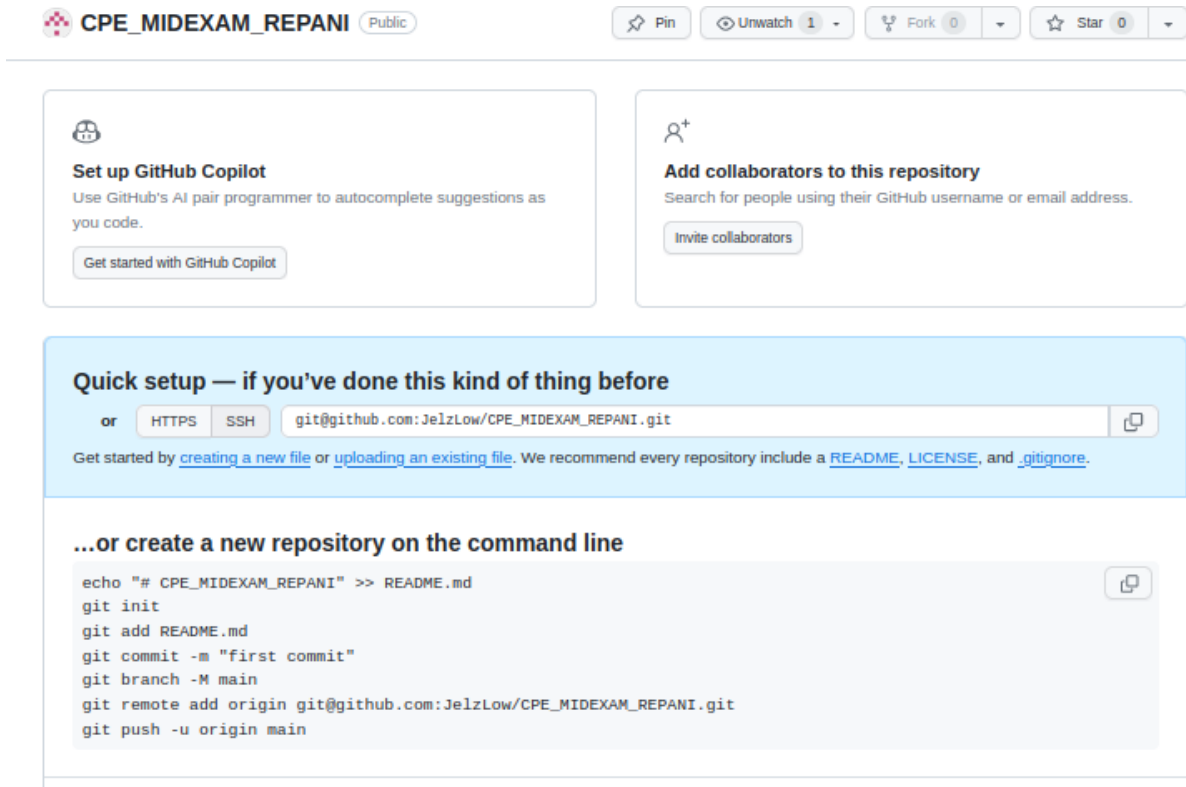 CPE_MIDEXAM_REPANI Public Pin Unwatch 1 Fork 0 Star 0
Set up GitHub Copilot
Use GitHub's AI pair programmer to autocomplete suggestions as
you code.
Get started with GitHub Copilot
Add collaborators to this repository
Search for people using their GitHub username or email address.
Invite collaborators
Quick setup — if you’ve done this kind of thing before
or HTTPS SSH git@github.com:JelzLow/CPE_MIDEXAM_REPANI.git
Get started by creating a new file or uploading an existing file. We recommend every repository include a README, LICENSE, and .gitignore.
…or create a new repository on the command line
echo "# CPE_MIDEXAM_REPANI" >> README.md
git init
git add README.md
git commit -m "first commit"
git branch -M main
git remote add origin git@github.com:JelzLow/CPE_MIDEXAM_REPANI.git
git push -u origin main